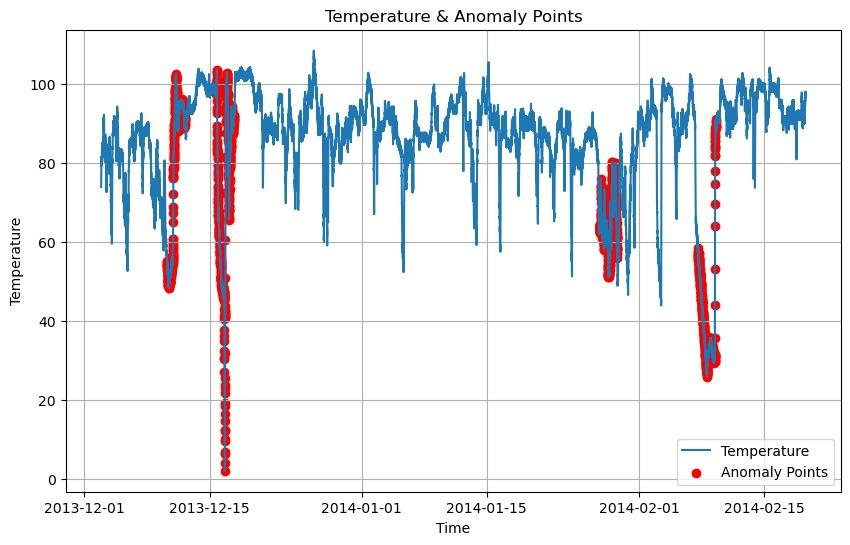 Temperature & Anomaly Points
Temperature
100
80
60
40
20
0
2013-12-01
2013-12-15
2014-01-01
2014-01-15
2014-02-01
2014-02-15
Time
Temperature
Anomaly Points